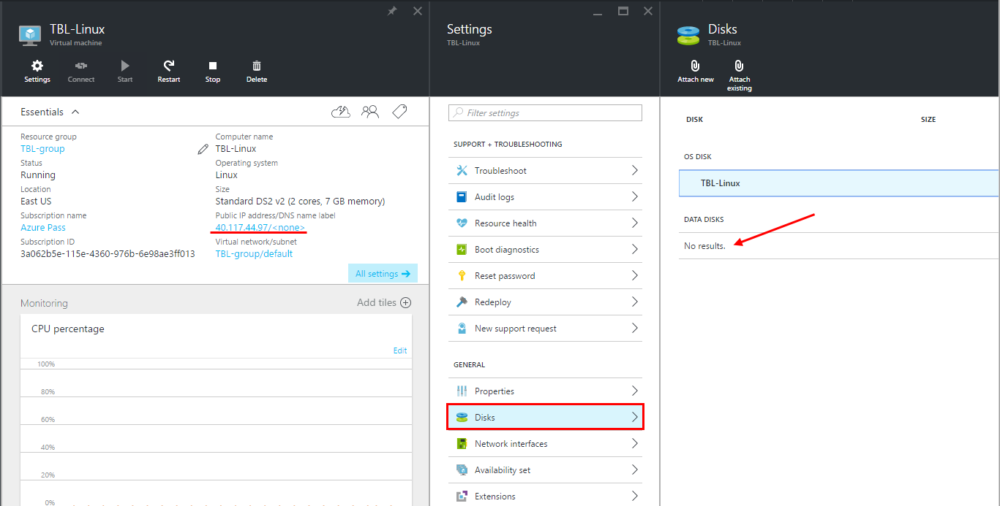 TBL-Linux
Virtual machine
Settings
Connect
Start
Restart
Stop
Delete
Essentials
Resource group
TBL-group
Status
Running
Location
East US
Subscription name
Azure Pass
Subscription ID
3a062b5e-115e-4360-976b-6e98ae3ff013
Computer name
TBL-Linux
Operating system
Linux
Size
Standard DS2 v2 (2 cores, 7 GB memory)
Public IP address/DNS name label
40.117.44.97/<none>
Virtual network/subnet
TBL-group/default
All settings
Monitoring
Add tiles
CPU percentage
Edit
100%
80%
60%
40%
20%
0%
Settings
TBL-Linux
Filter settings
SUPPORT + TROUBLESHOOTING
Troubleshoot
Audit logs
Resource health
Boot diagnostics
Reset password
Redeploy
New support request
GENERAL
Properties
Disks
Network interfaces
Availability set
Extensions
Disks
TBL-Linux
Attach new
Attach
existing
DISK
SIZE
OS DISK
TBL-Linux
DATA DISKS
No results.